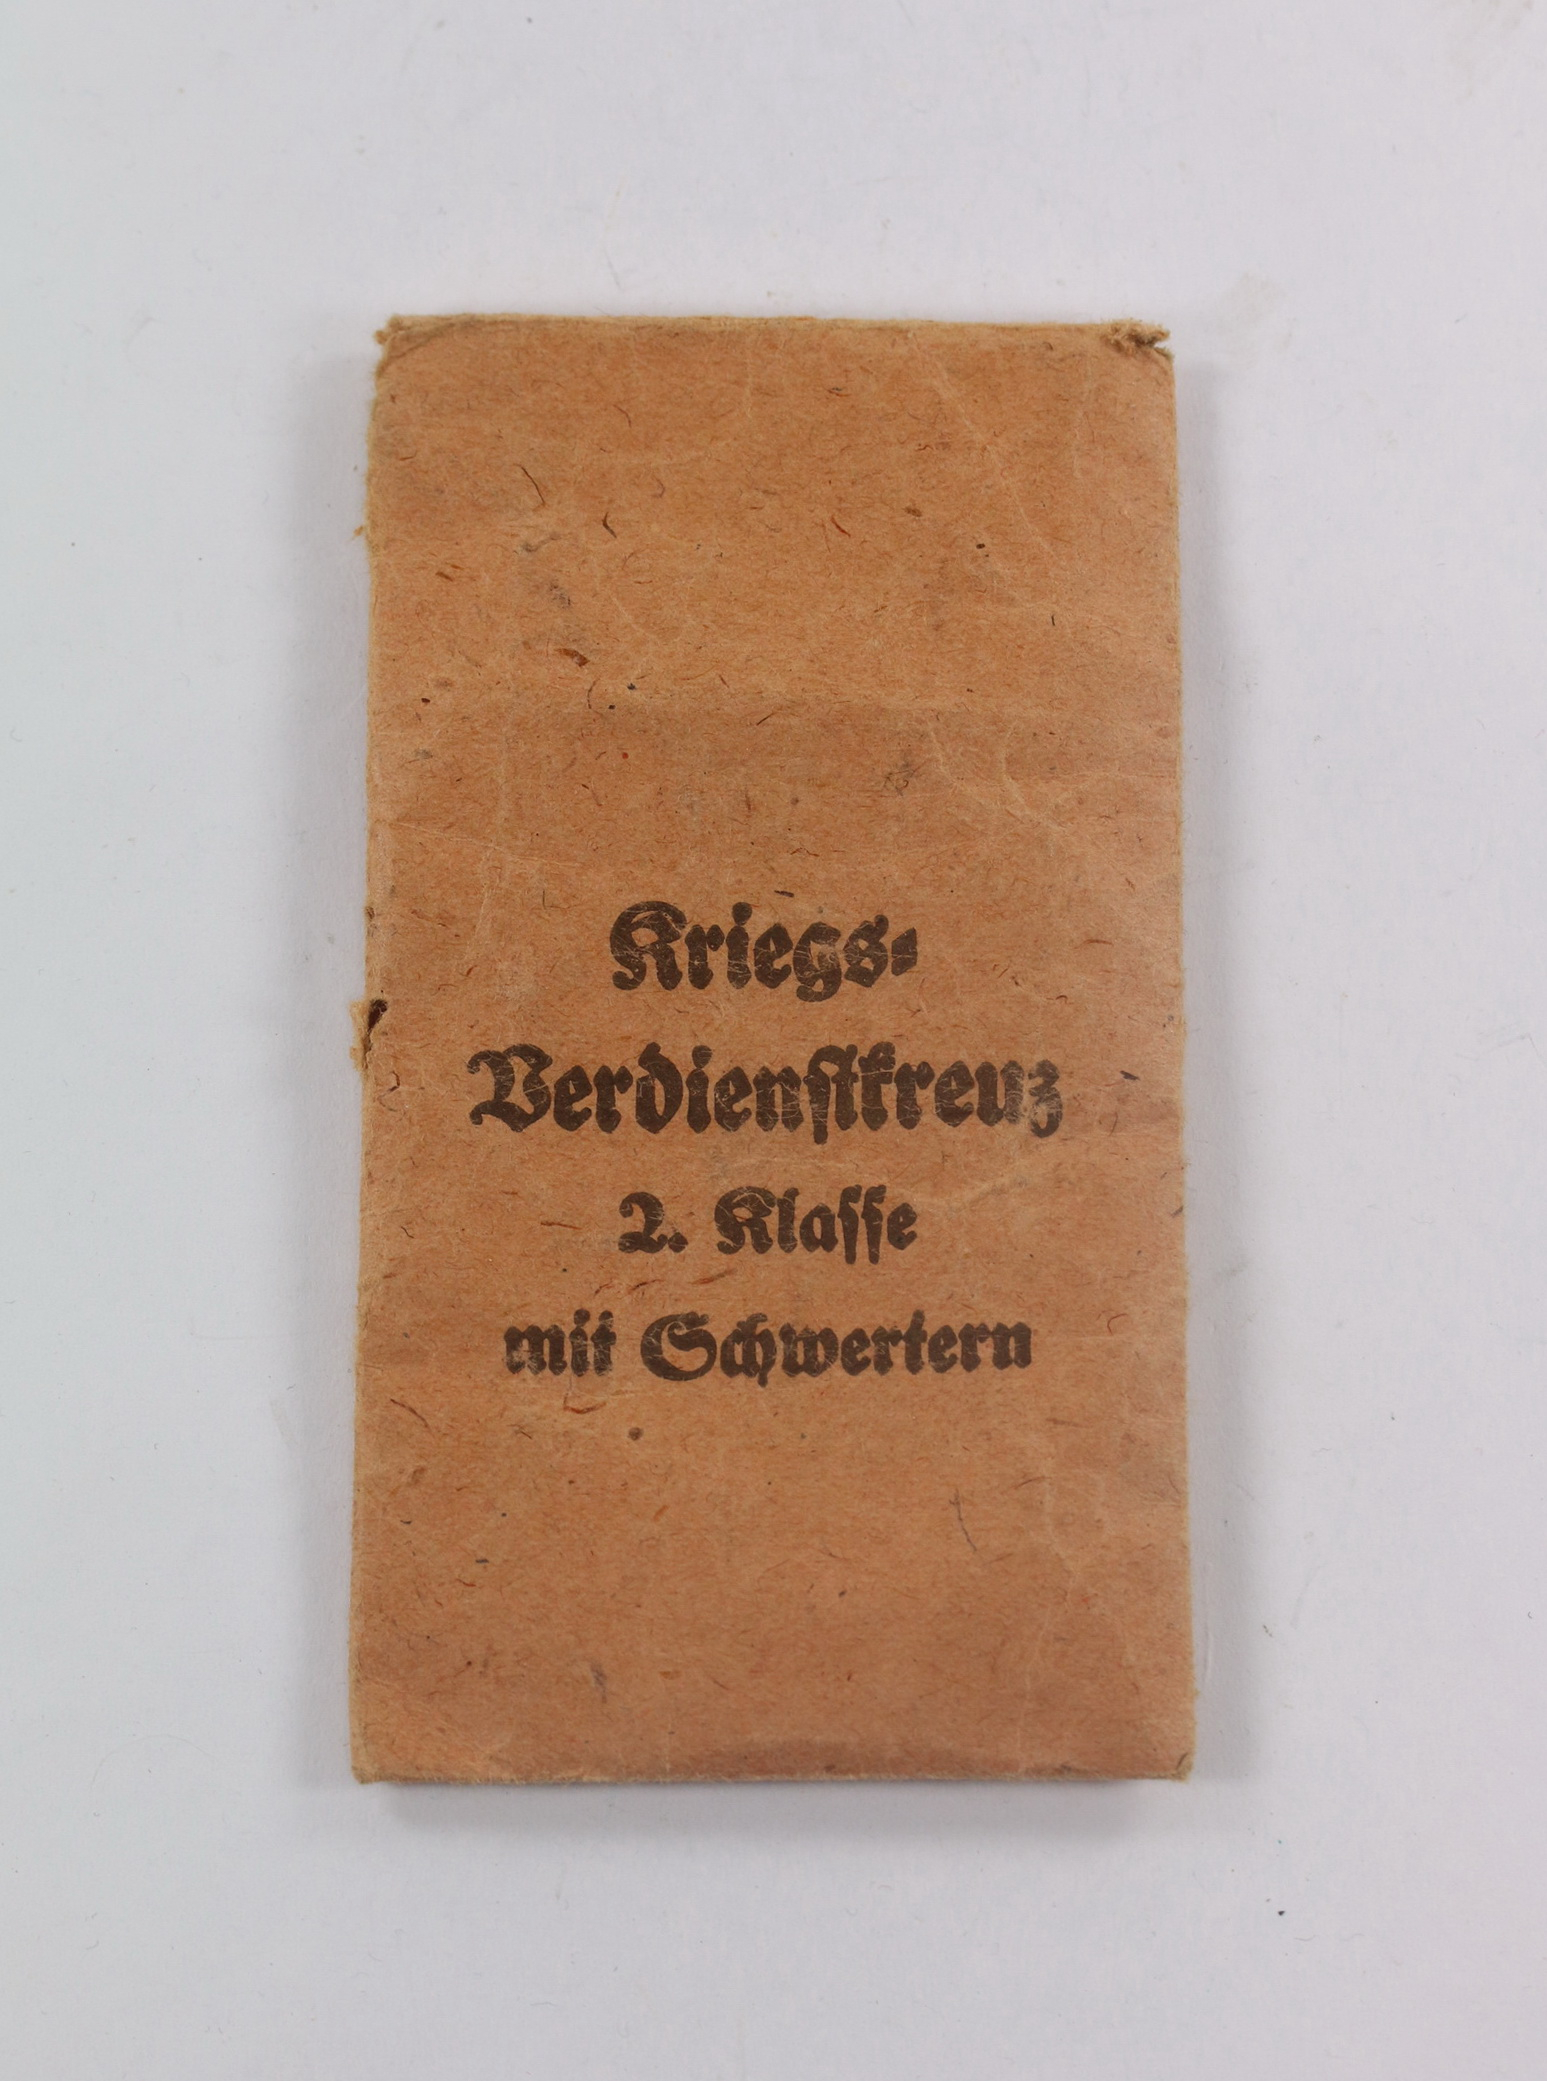 Kriegs-
Verdienstkreuz
2. Klasse
mit Schwertern